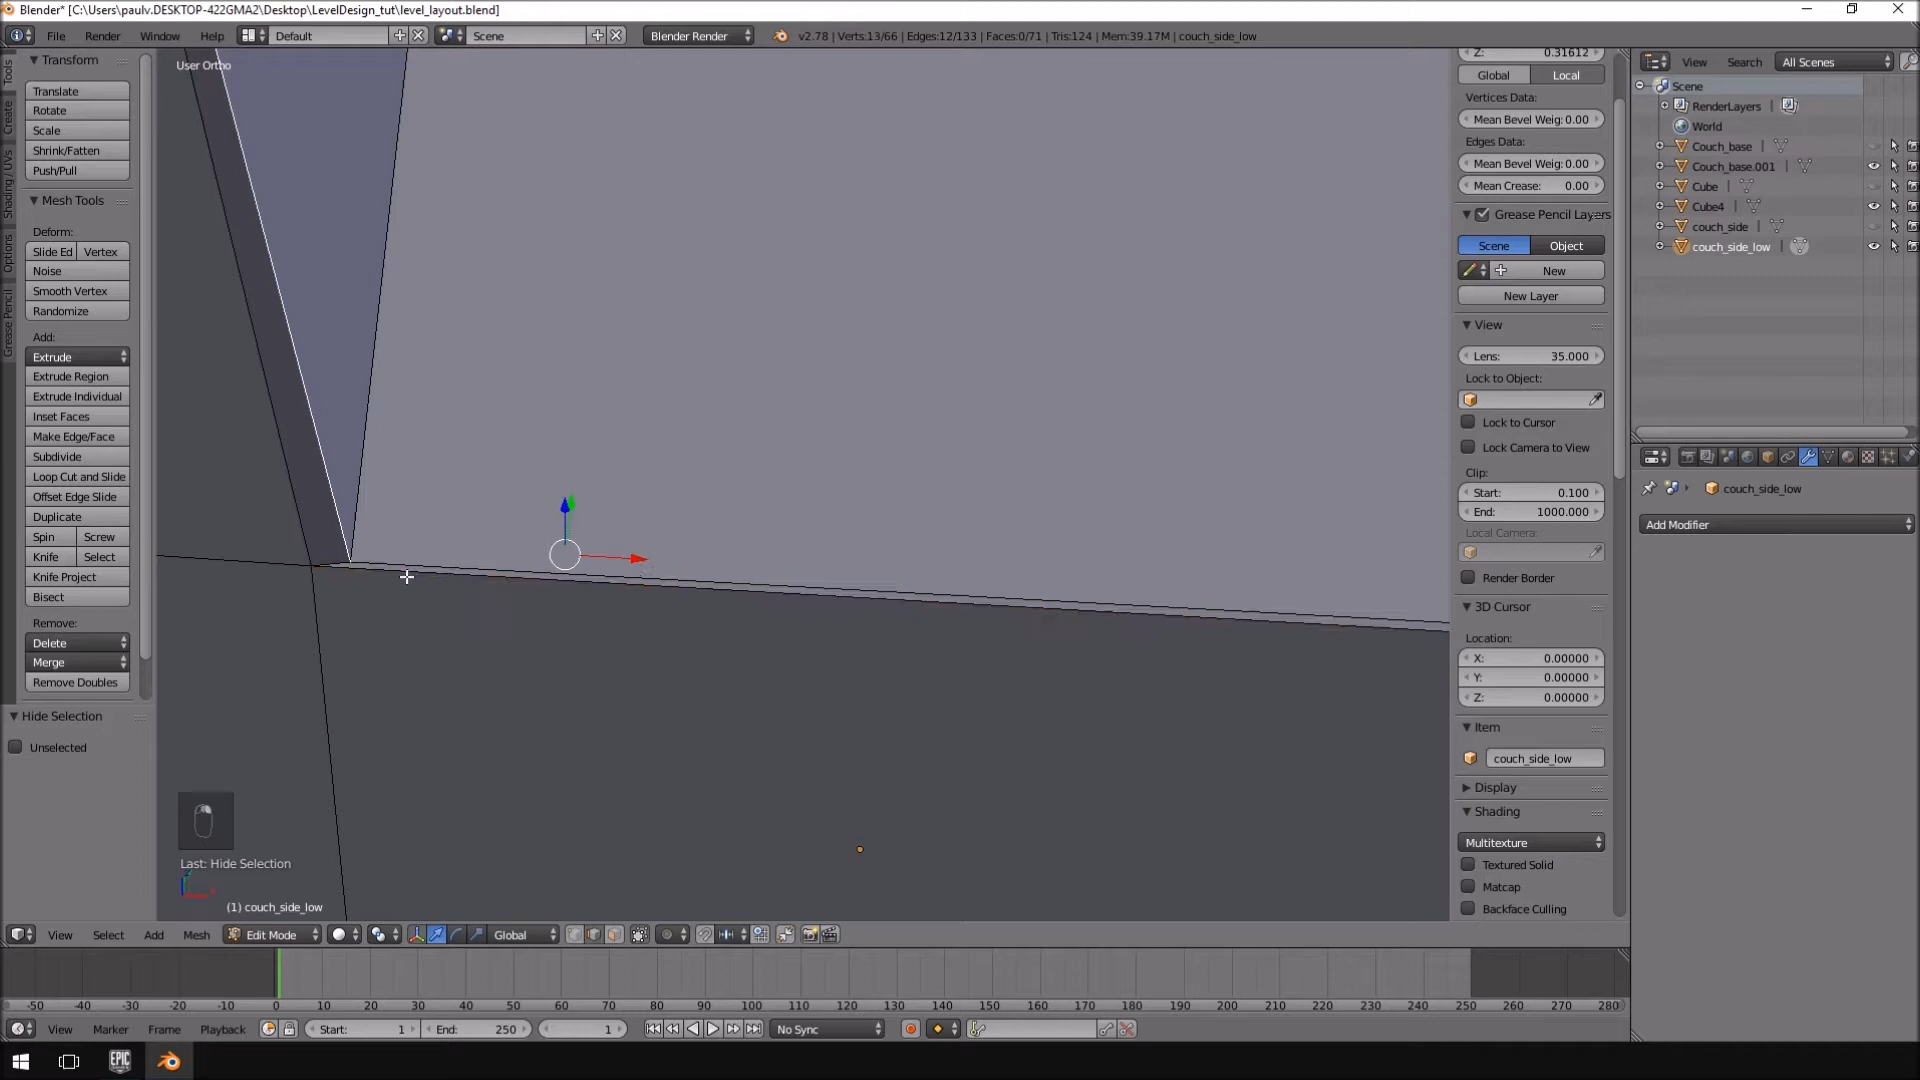 Blender* [C:\Users\paulv.DESKTOP-422GMA2\Desktop\LevelDesign_tut\level_layout.blend]
File Render Window Help Default Scene Blender Render v2.78 | Verts:13/66 | Edges:12/133 | Faces:0/71 | Tris:124 | Mem:39.17M | couch_side_low
Tools
Create
Shading / UVs
Options
Grease Pencil
Transform
Translate
Rotate
Scale
Shrink/Fatten
Push/Pull
Mesh Tools
Deform:
Slide Ed Vertex
Noise
Smooth Vertex
Randomize
Add:
Extrude
Extrude Region
Extrude Individual
Inset Faces
Make Edge/Face
Subdivide
Loop Cut and Slide
Offset Edge Slide
Duplicate
Spin Screw
Knife Select
Knife Project
Bisect
Remove:
Delete
Merge
Remove Doubles
Hide Selection
Unselected
User Ortho
Last: Hide Selection
(1) couch_side_low
Z: 0.31612
Global Local
Vertices Data:
Mean Bevel Weig: 0.00
Edges Data:
Mean Bevel Weig: 0.00
Mean Crease: 0.00
Grease Pencil Layers
Scene Object
New
New Layer
View
Lens: 35.000
Lock to Object:
Lock to Cursor
Lock Camera to View
Clip:
Start: 0.100
End: 1000.000
Local Camera:
Render Border
3D Cursor
Location:
X: 0.00000
Y: 0.00000
Z: 0.00000
Item
couch_side_low
Display
Shading
Multitexture
Textured Solid
Matcap
Backface Culling
View Search All Scenes
Scene
RenderLayers
World
Couch_base
Couch_base.001
Cube
Cube4
couch_side
couch_side_low
couch_side_low
Add Modifier
View Select Add Mesh Edit Mode Global
-50 -40 -30 -20 -10 0 10 20 30 40 50 60 70 80 90 100 110 120 130 140 150 160 170 180 190 200 210 220 230 240 250 260 270 280
View Marker Frame Playback Start: 1 End: 250 1 No Sync
EPIC